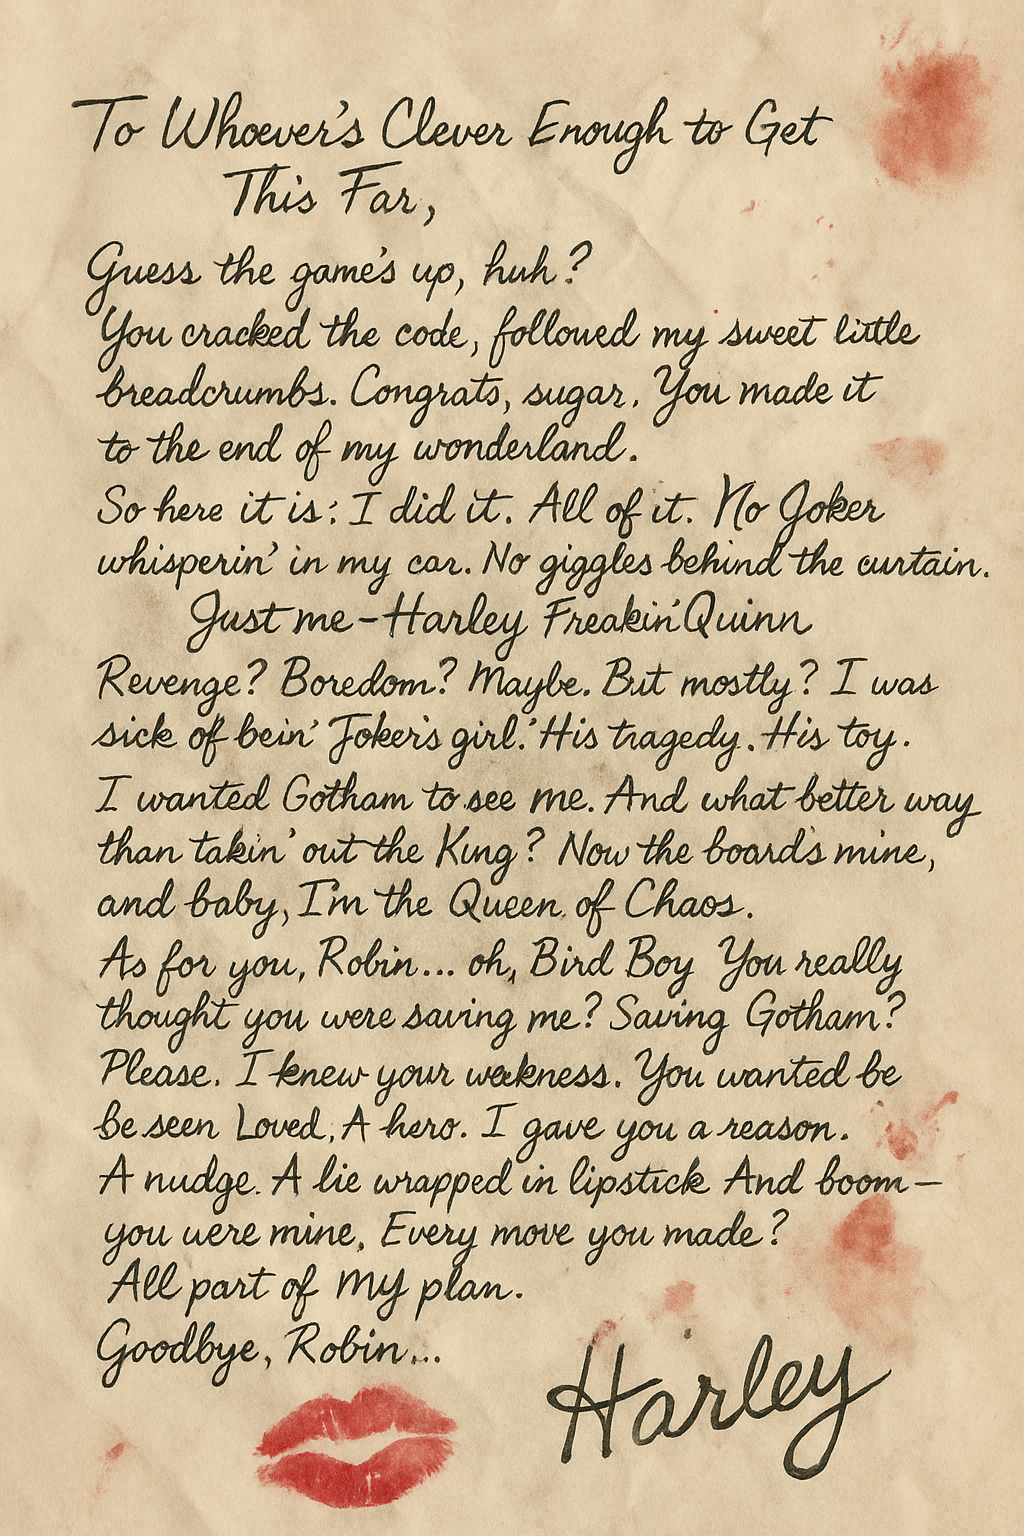 To Whoever's Clever Enough to Get
This Far,
Guess the game's up, huh?
You cracked the code, followed my sweet little
breadcrumbs. Congrats, sugar. You made it
to the end of my wonderland.
So here it is: I did it. All of it. No Joker
whisperin' in my car. No giggles behind the curtain.
Just me – Harley Freakin' Quinn
Revenge? Boredom? Maybe. But mostly? I was
sick of bein' 'Joker's girl.' His tragedy. His toy.
I wanted Gotham to see me. And what better way
than takin' out the King? Now the board's mine,
and baby, I'm the Queen of Chaos.
As for you, Robin... oh, Bird Boy You really
thought you were saving me? Saving Gotham?
Please. I knew your weakness. You wanted be
be seen Loved, A hero. I gave you a reason.
A nudge. A lie wrapped in lipstick And boom—
you were mine, Every move you made?
All part of my plan.
Goodbye, Robin...
Harley